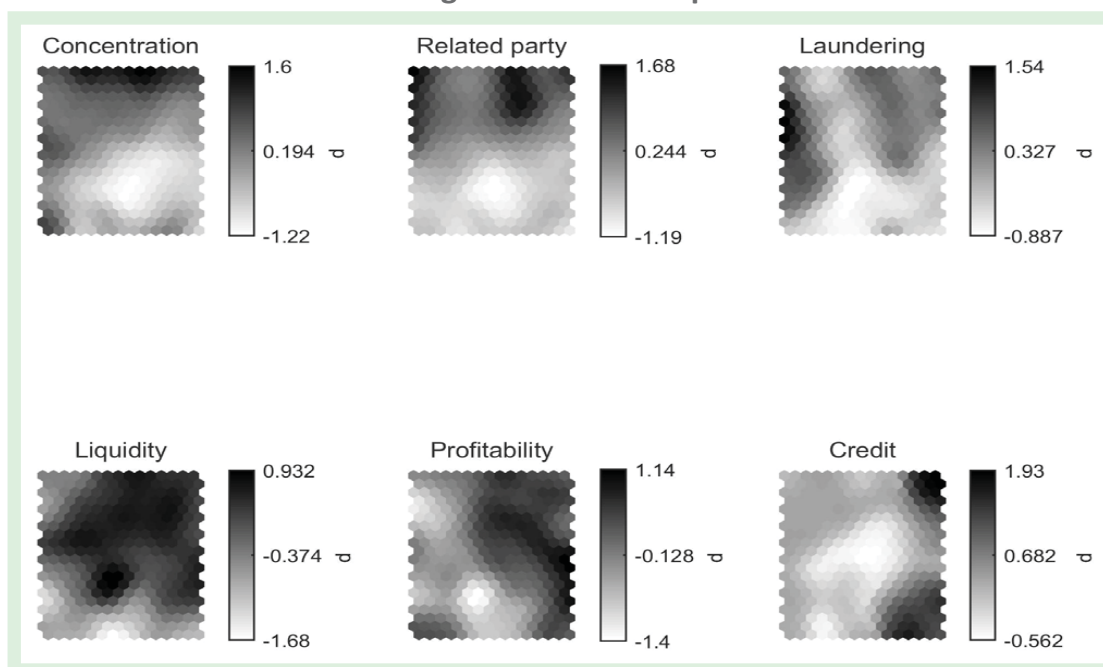 Concentration
1.6
0.194
d
-1.22
Related party
1.68
0.244
d
-1.19
Laundering
1.54
0.327
d
-0.887
Liquidity
0.932
-0.374
d
-1.68
Profitability
1.14
-0.128
d
-1.4
Credit
1.93
0.682
d
-0.562